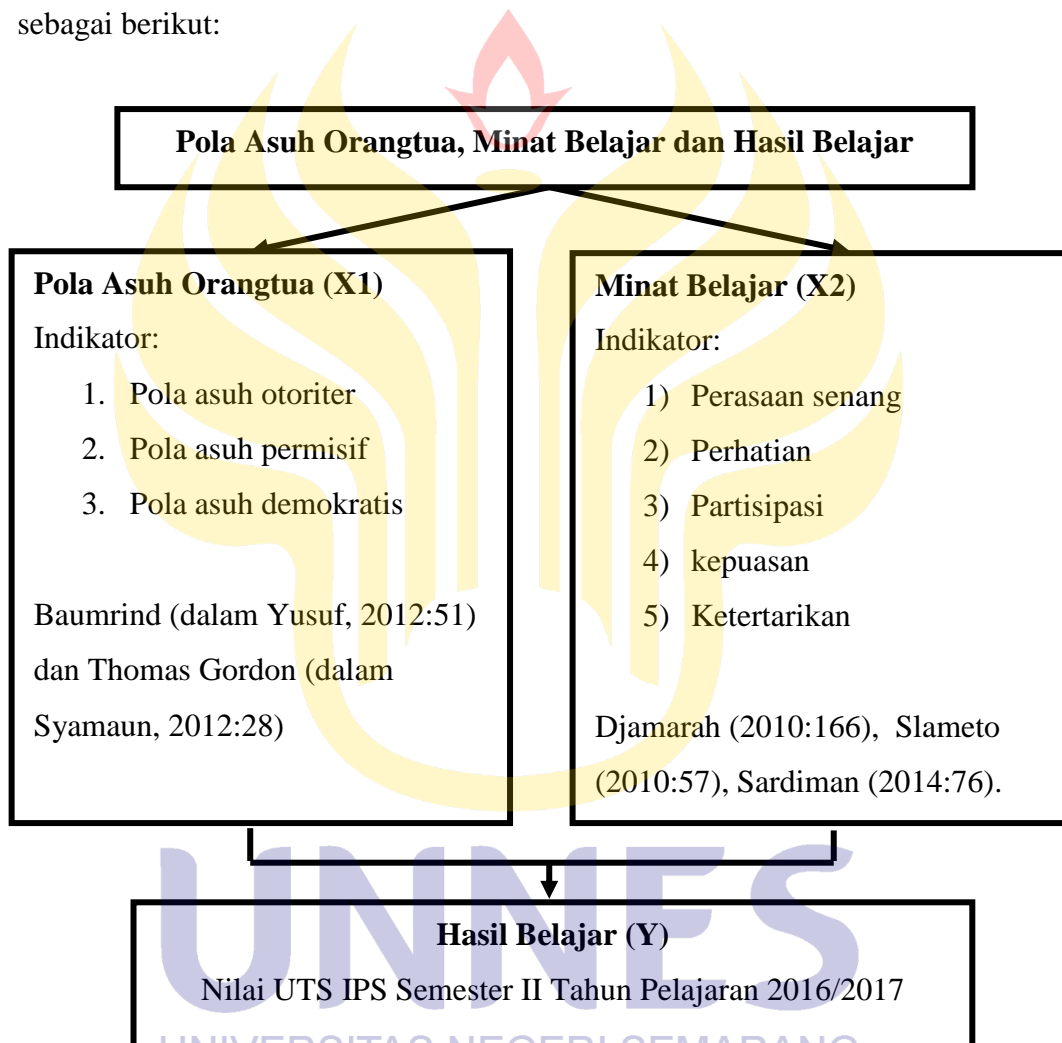 sebagai berikut:
Pola Asuh Orangtua, Minat Belajar dan Hasil Belajar
Pola Asuh Orangtua (X1)
Indikator:
1. Pola asuh otoriter
2. Pola asuh permisif
3. Pola asuh demokratis
Baumrind (dalam Yusuf, 2012:51)
dan Thomas Gordon (dalam
Syamaun, 2012:28)
Minat Belajar (X2)
Indikator:
1) Perasaan senang
2) Perhatian
3) Partisipasi
4) kepuasan
5) Ketertarikan
Djamarah (2010:166), Slameto
(2010:57), Sardiman (2014:76).
Hasil Belajar (Y)
Nilai UTS IPS Semester II Tahun Pelajaran 2016/2017
UNNES
UNIVERSITAS NEGERI SEMARANG